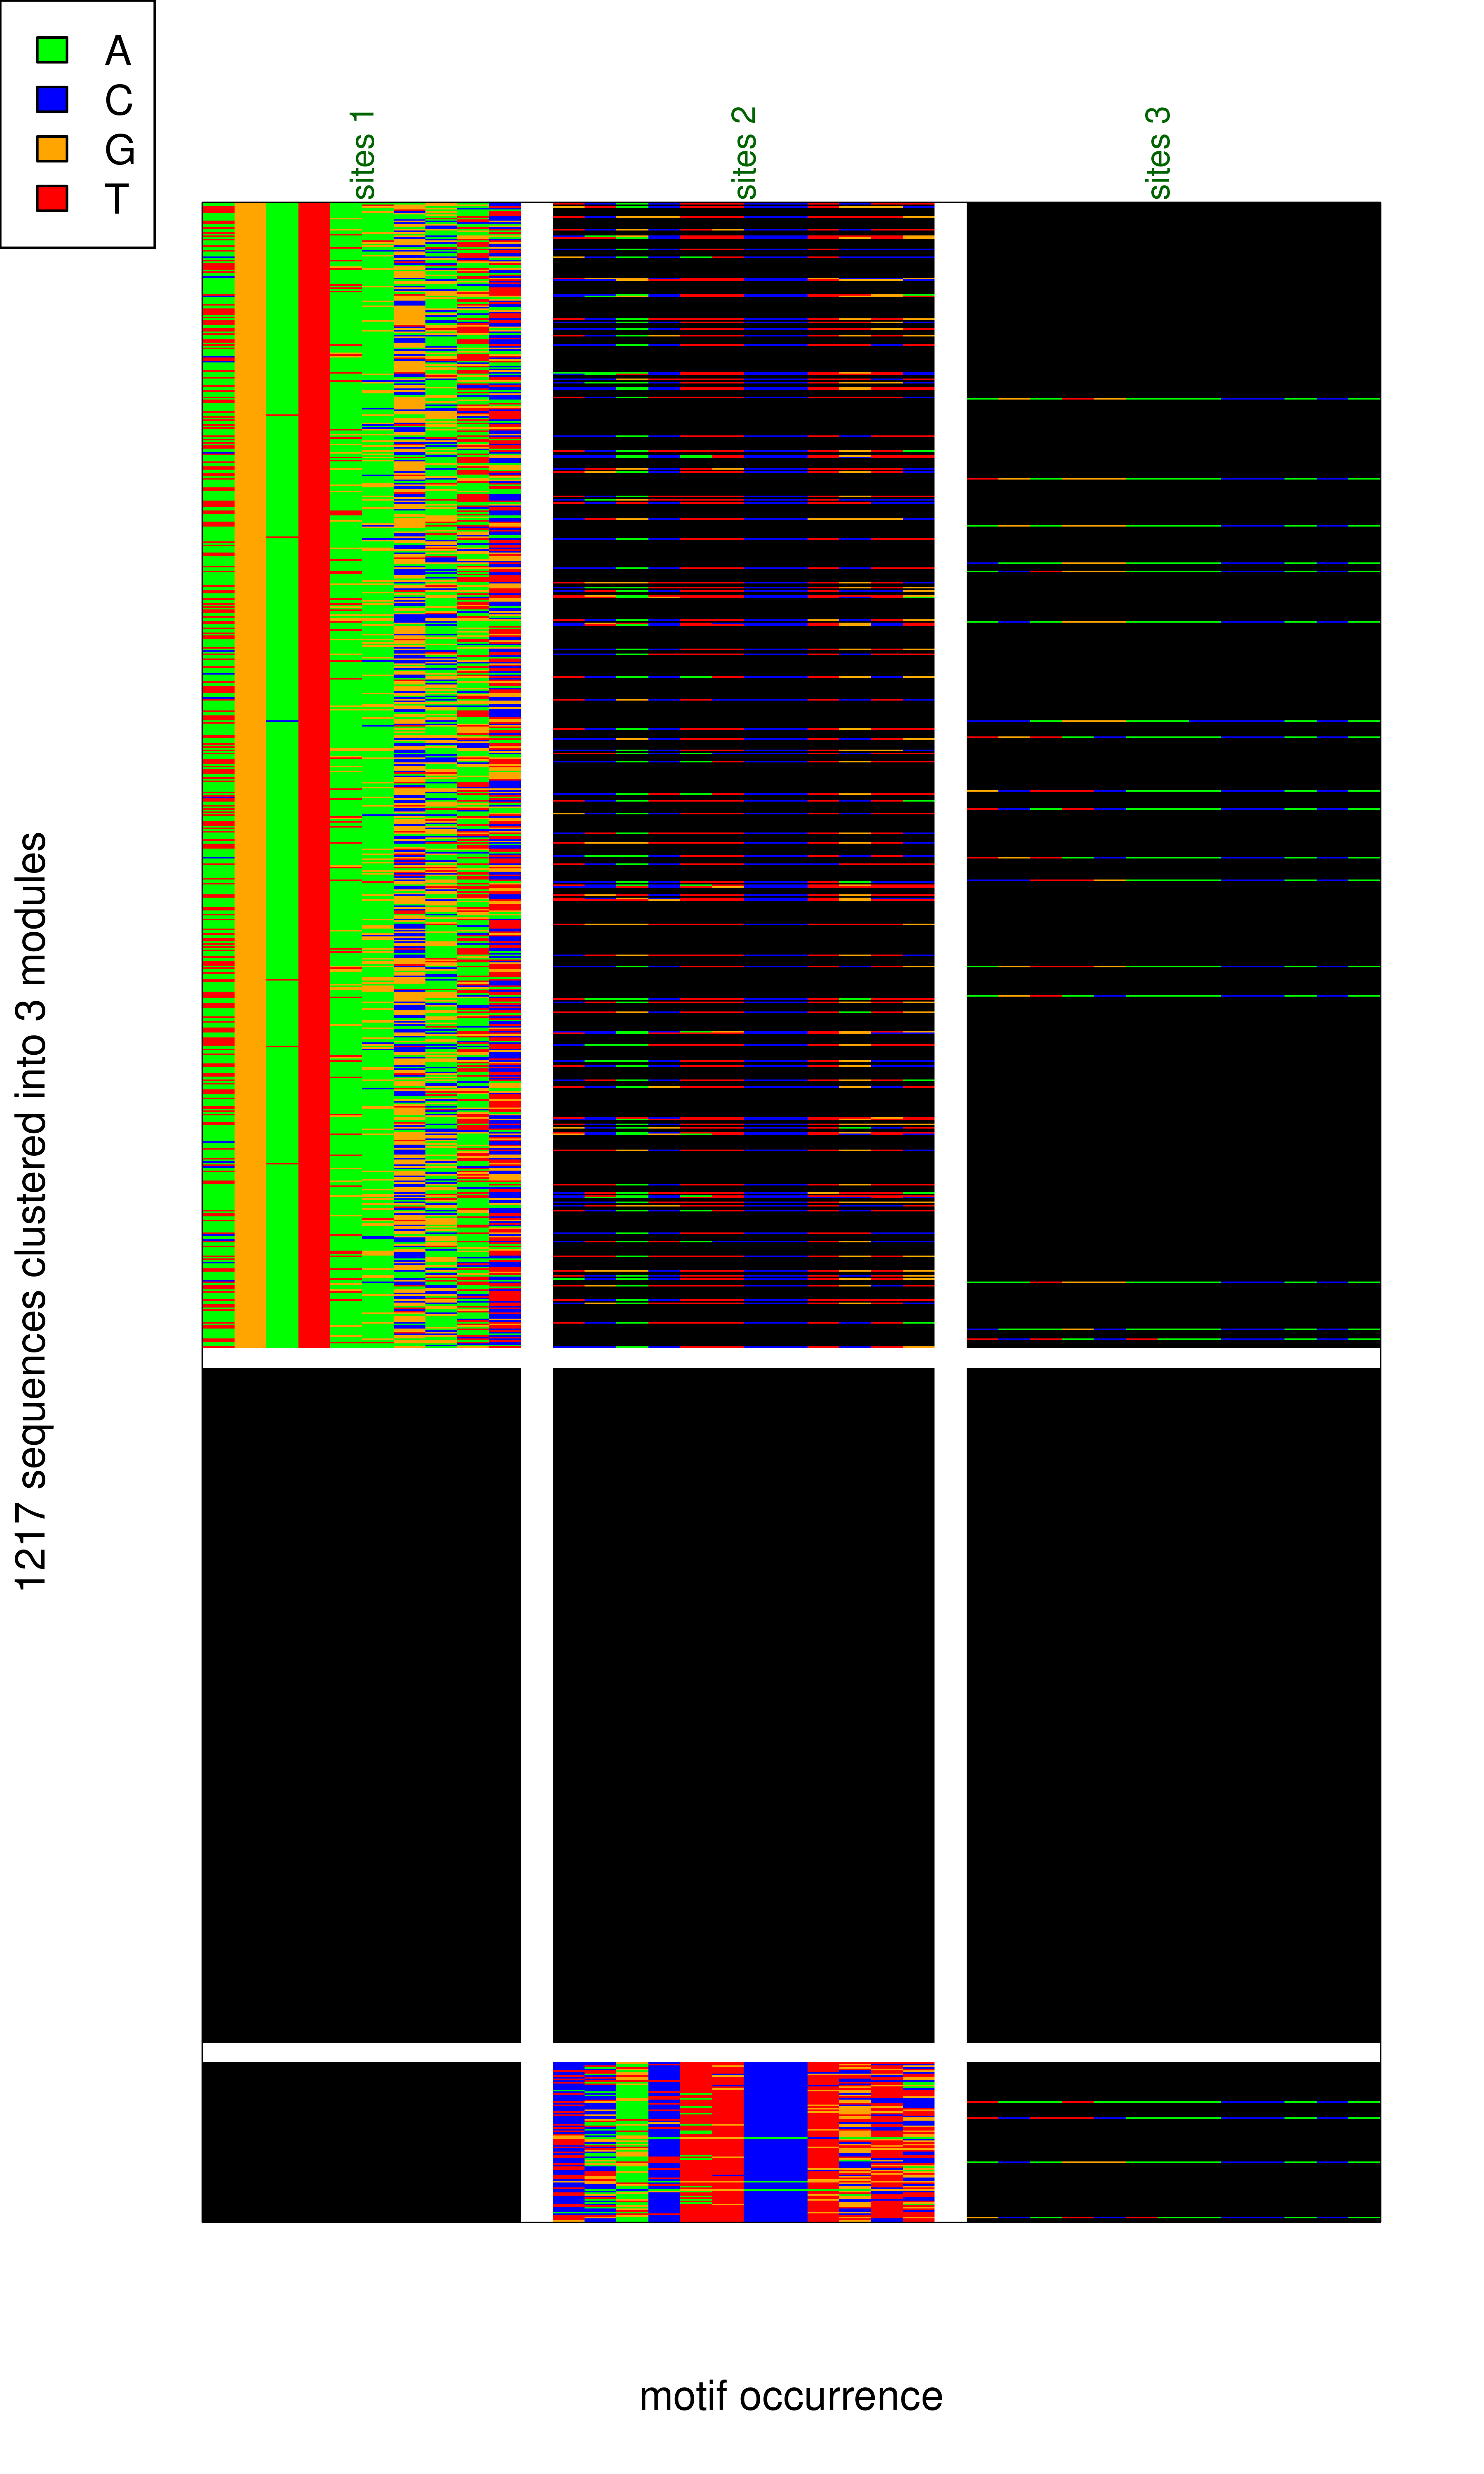 A
C
G
T
sites 1
sites 2
sites 3
1217 sequences clustered into 3 modules
motif occurrence